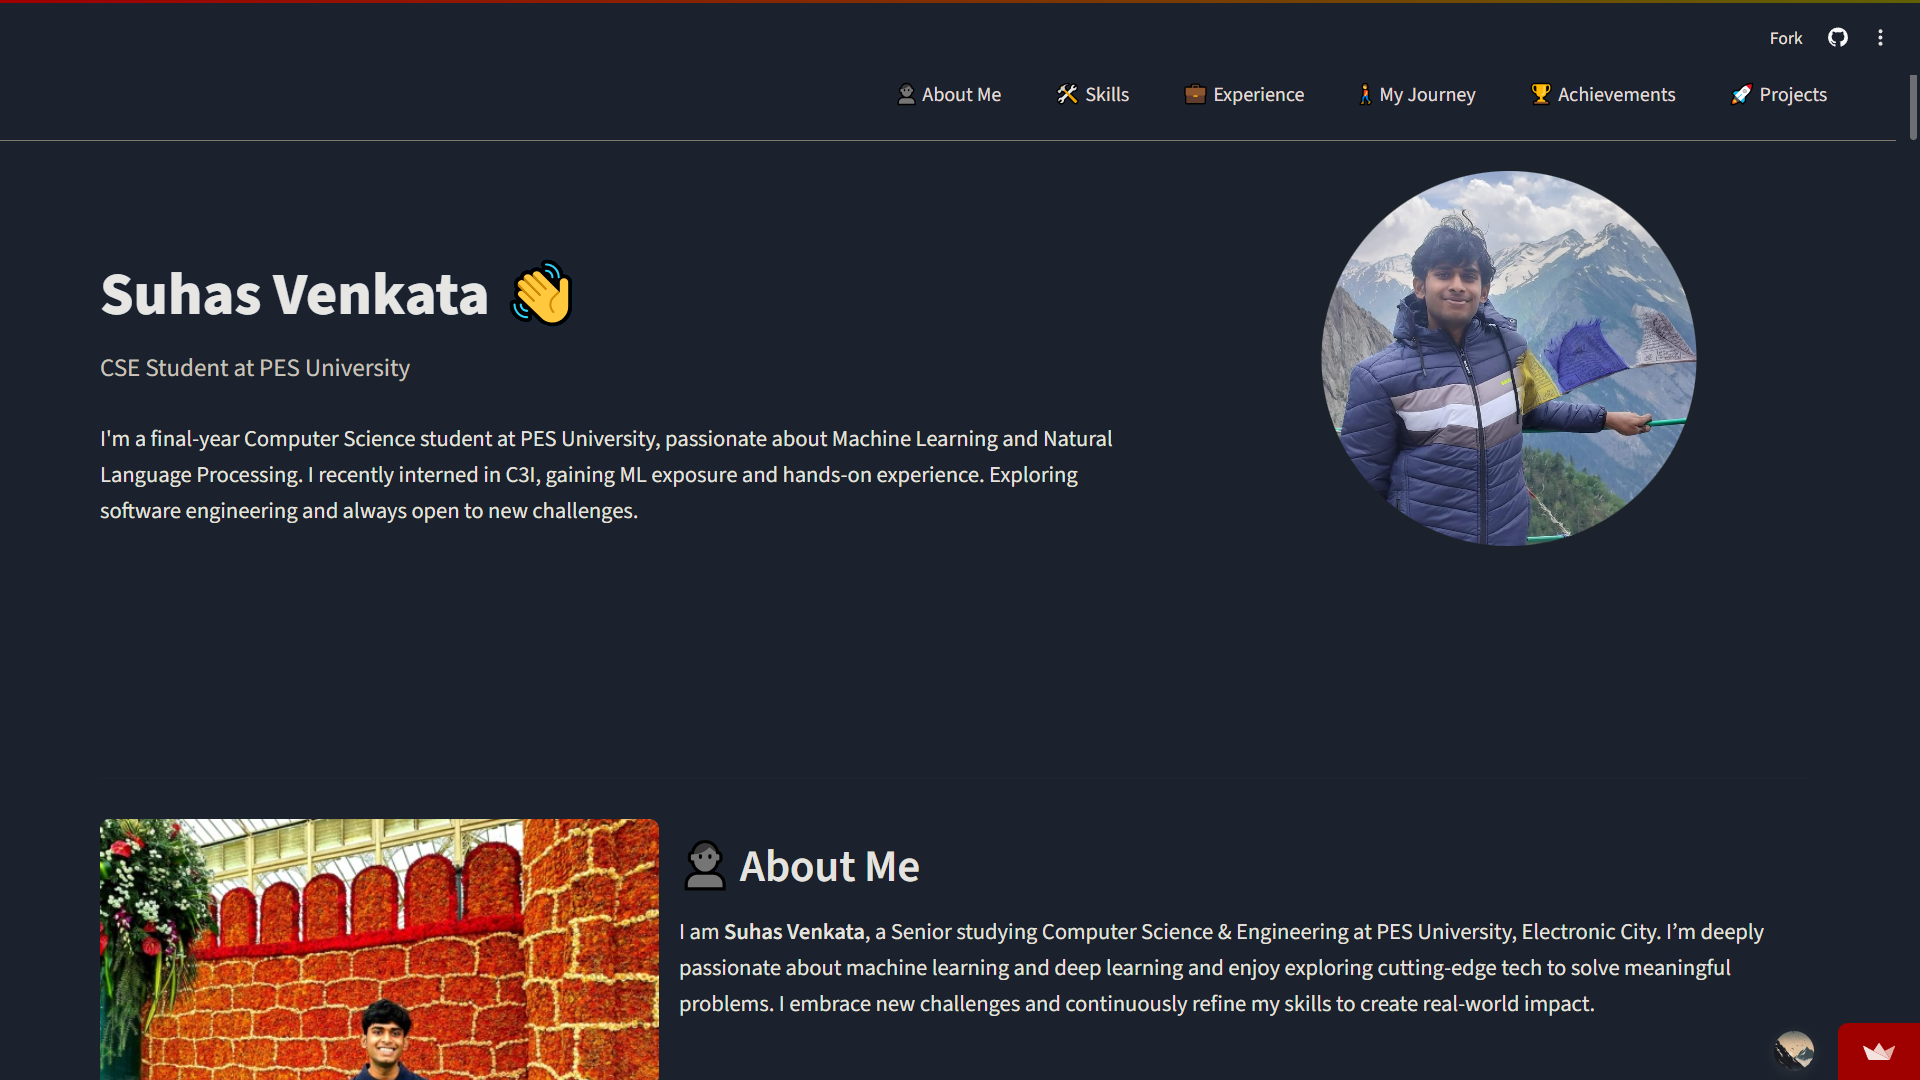 Fork
About Me
Skills
Experience
My Journey
Achievements
Projects
Suhas Venkata
CSE Student at PES University
I'm a final-year Computer Science student at PES University, passionate about Machine Learning and Natural
Language Processing. I recently interned in C3I, gaining ML exposure and hands-on experience. Exploring
software engineering and always open to new challenges.
About Me
I am Suhas Venkata, a Senior studying Computer Science & Engineering at PES University, Electronic City. I’m deeply
passionate about machine learning and deep learning and enjoy exploring cutting-edge tech to solve meaningful
problems. I embrace new challenges and continuously refine my skills to create real-world impact.